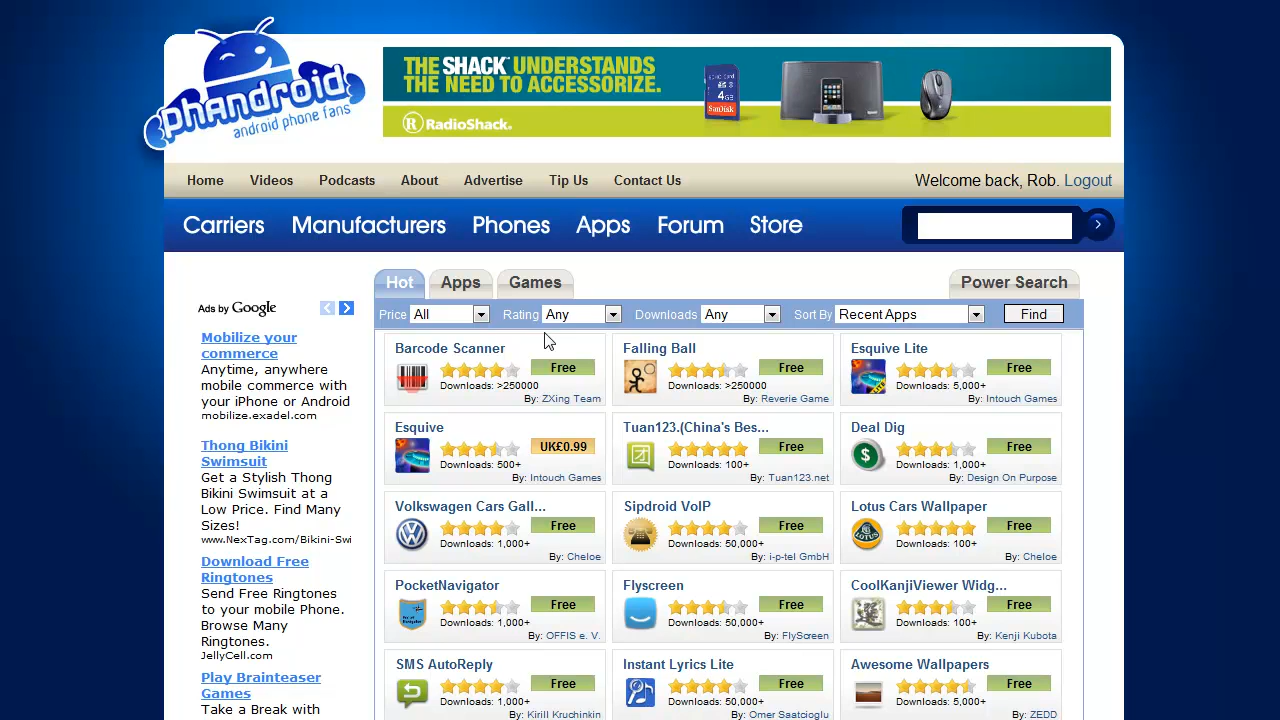 phandroid
android phone fans
THE SHACK UNDERSTANDS
THE NEED TO ACCESSORIZE.
R RadioShack.
4GB
SanDisk
Home Videos Podcasts About Advertise Tip Us Contact Us
Welcome back, Rob. Logout
Carriers Manufacturers Phones Apps Forum Store
Hot Apps Games Power Search
Price All Rating Any Downloads Any Sort By Recent Apps Find
Ads by Google
Mobilize your
commerce
Anytime, anywhere
mobile commerce with
your iPhone or Android
mobilize.exadel.com
Thong Bikini
Swimsuit
Get a Stylish Thong
Bikini Swimsuit at a
Low Price. Find Many
Sizes!
www.NexTag.com/Bikini-Swi
Download Free
Ringtones
Send Free Ringtones
to your mobile Phone.
Browse Many
Ringtones.
JellyCell.com
Play Brainteaser
Games
Take a Break with
Barcode Scanner
Free
Downloads: >250000
By: ZXing Team
Falling Ball
Free
Downloads: >250000
By: Reverie Game
Esquive Lite
Free
Downloads: 5,000+
By: Intouch Games
Esquive
UK£0.99
Downloads: 500+
By: Intouch Games
Tuan123.(China's Bes...
Free
Downloads: 100+
By: Tuan123.net
Deal Dig
Free
Downloads: 1,000+
By: Design On Purpose
Volkswagen Cars Gall...
Free
Downloads: 1,000+
By: Cheloe
Sipdroid VoIP
Free
Downloads: 50,000+
By: i-p-tel GmbH
Lotus Cars Wallpaper
Free
Downloads: 100+
By: Cheloe
PocketNavigator
Free
Downloads: 1,000+
By: OFFIS e. V.
Flyscreen
Free
Downloads: 50,000+
By: FlyScreen
CoolKanjiViewer Widg...
Free
Downloads: 100+
By: Kenji Kubota
SMS AutoReply
Free
Downloads: 1,000+
By: Kirill Kruchinkin
Instant Lyrics Lite
Free
Downloads: 50,000+
By: Omer Saatcioglu
Awesome Wallpapers
Free
Downloads: 50,000+
By: ZEDD